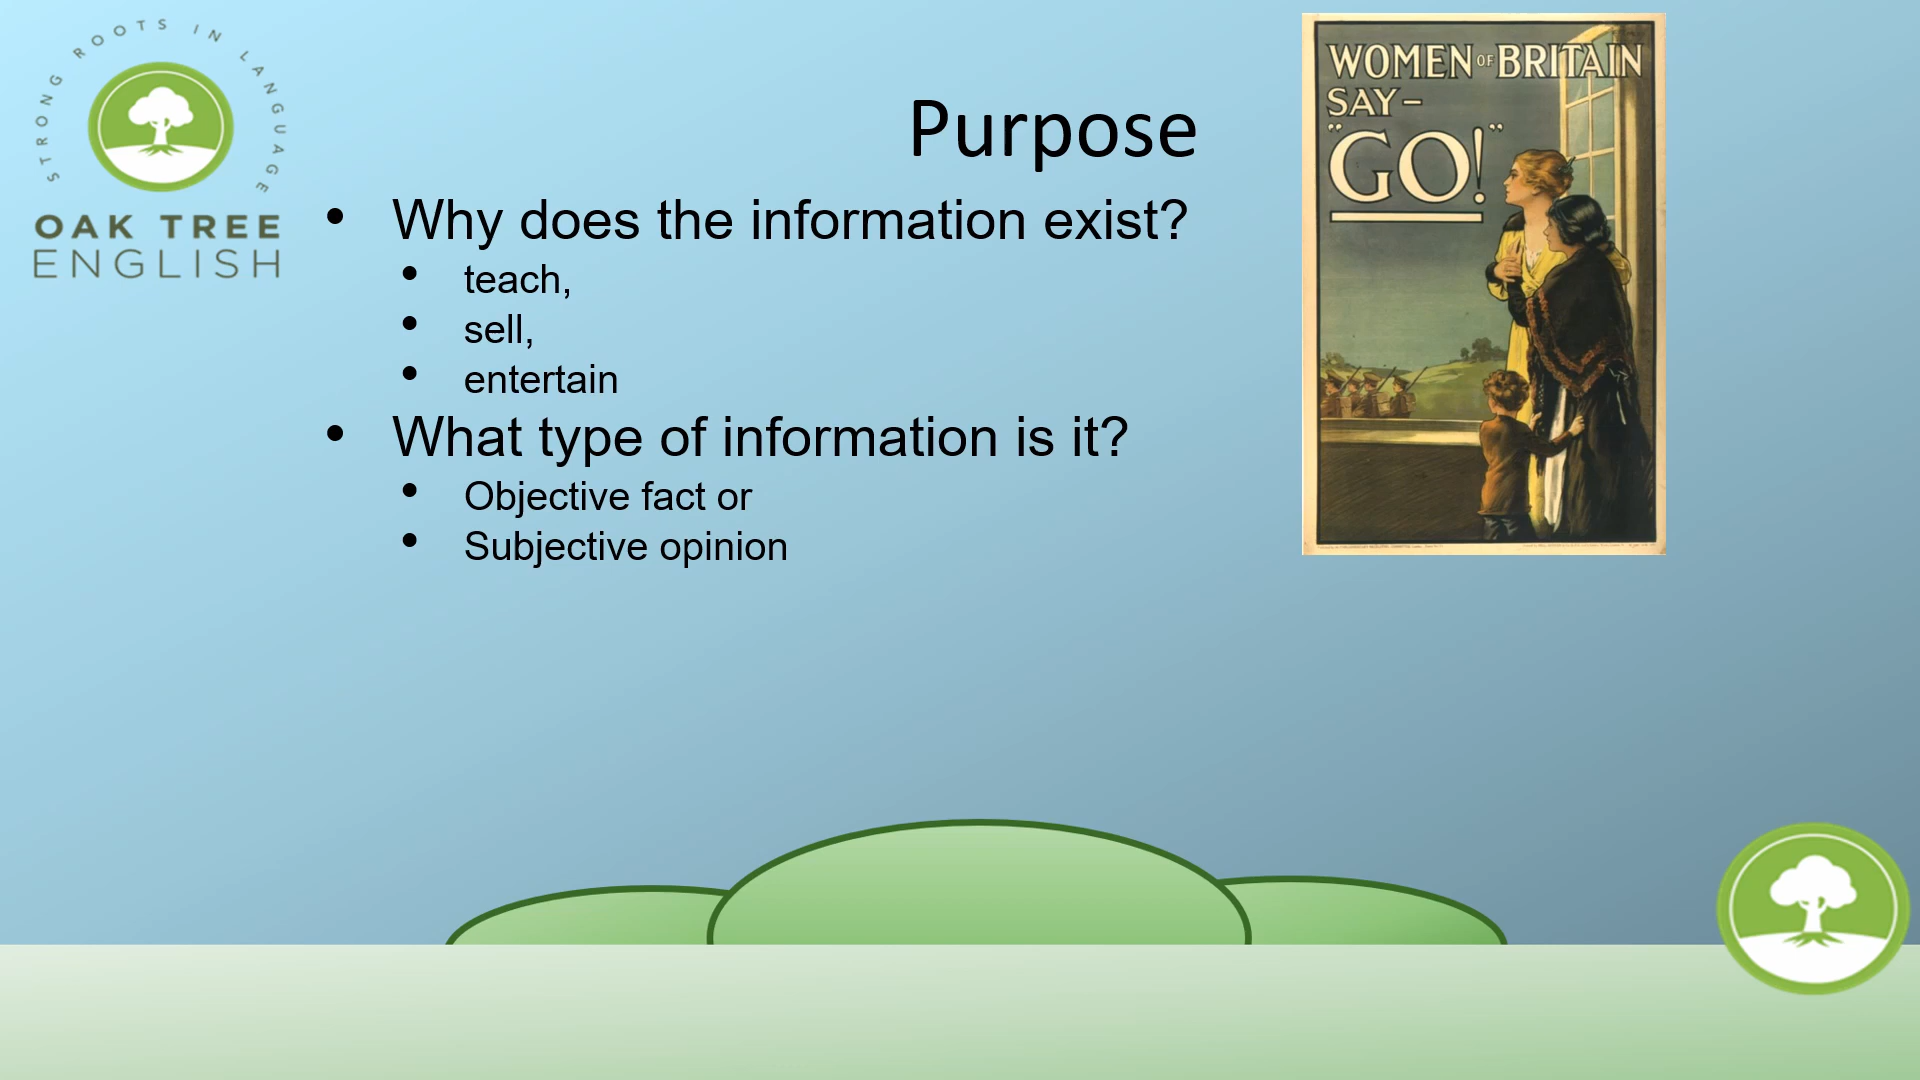 STRONG ROOTS IN LANGUAGE
OAK TREE
ENGLISH
Purpose
• Why does the information exist?
• teach,
• sell,
• entertain
• What type of information is it?
• Objective fact or
• Subjective opinion
WOMEN OF BRITAIN
SAY–
"GO!"